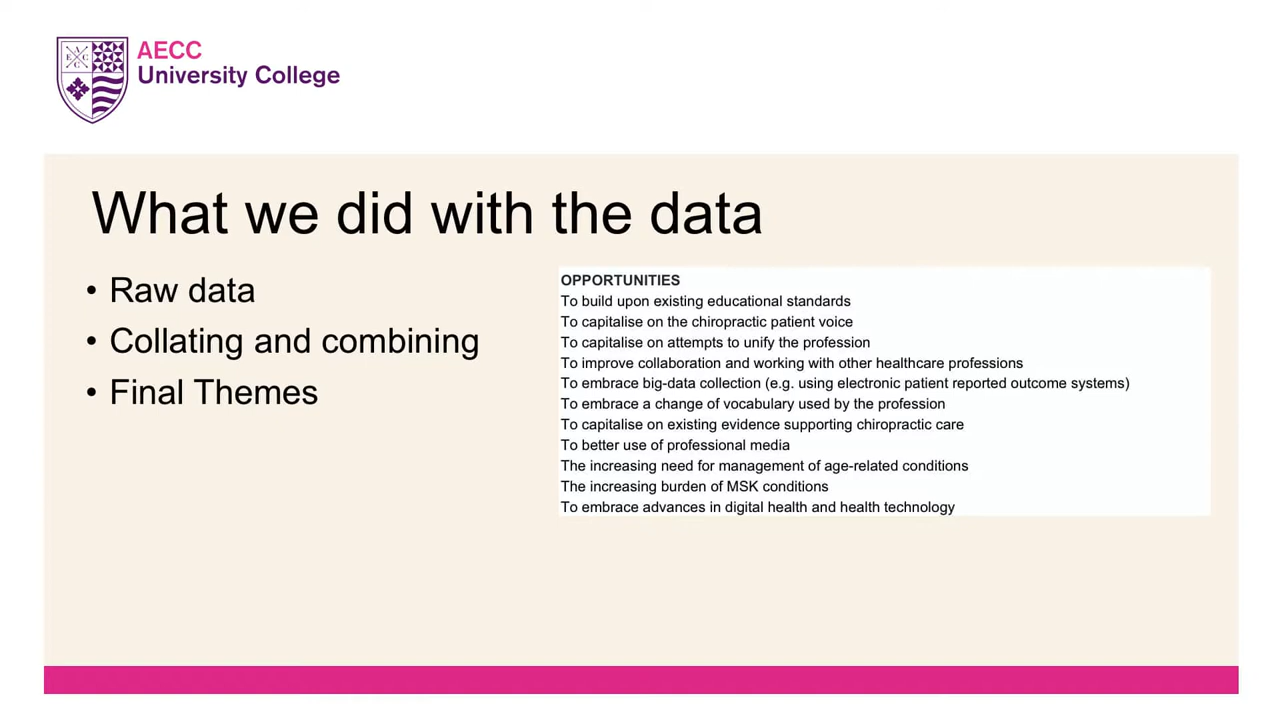 AECC
University College
What we did with the data
• Raw data
• Collating and combining
• Final Themes
OPPORTUNITIES
To build upon existing educational standards
To capitalise on the chiropractic patient voice
To capitalise on attempts to unify the profession
To improve collaboration and working with other healthcare professions
To embrace big-data collection (e.g. using electronic patient reported outcome systems)
To embrace a change of vocabulary used by the profession
To capitalise on existing evidence supporting chiropractic care
To better use of professional media
The increasing need for management of age-related conditions
The increasing burden of MSK conditions
To embrace advances in digital health and health technology